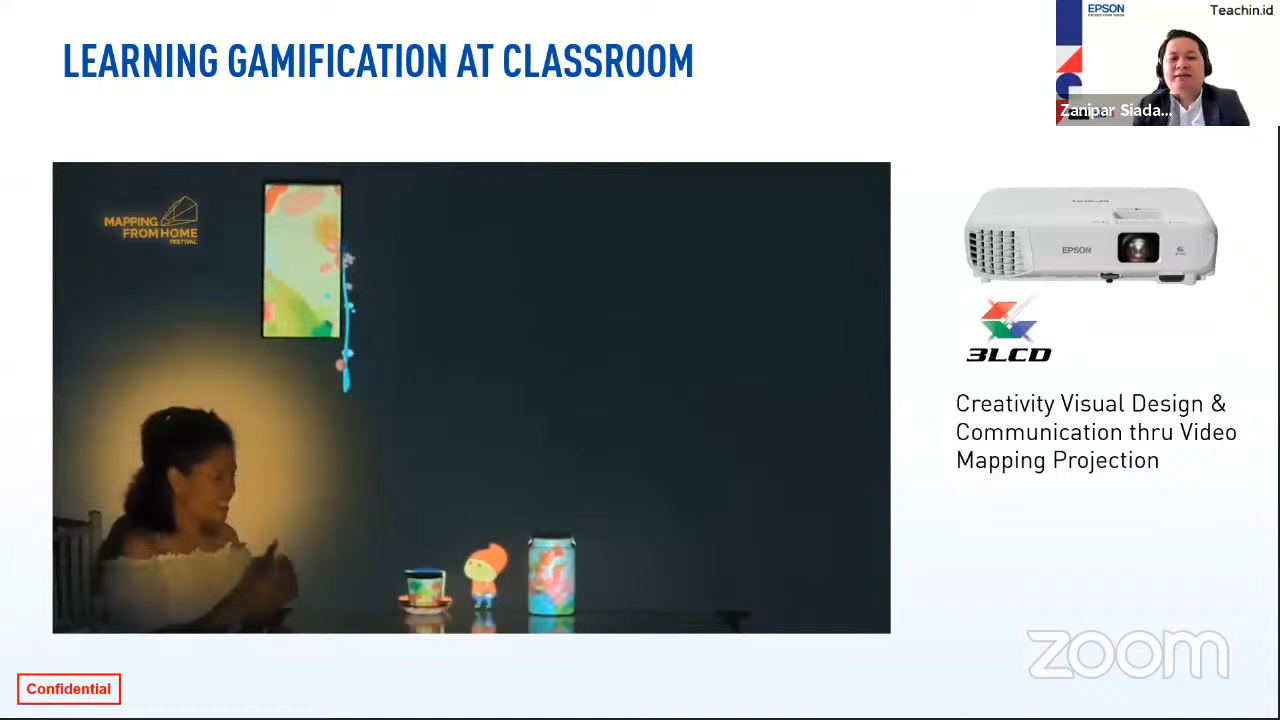 LEARNING GAMIFICATION AT CLASSROOM
EPSON
Teachin.id
Zanipar Siada...
MAPPING
FROM HOME
FESTIVAL
EPSON
EPSON
3LCD
Creativity Visual Design &
Communication thru Video
Mapping Projection
zoom
Confidential